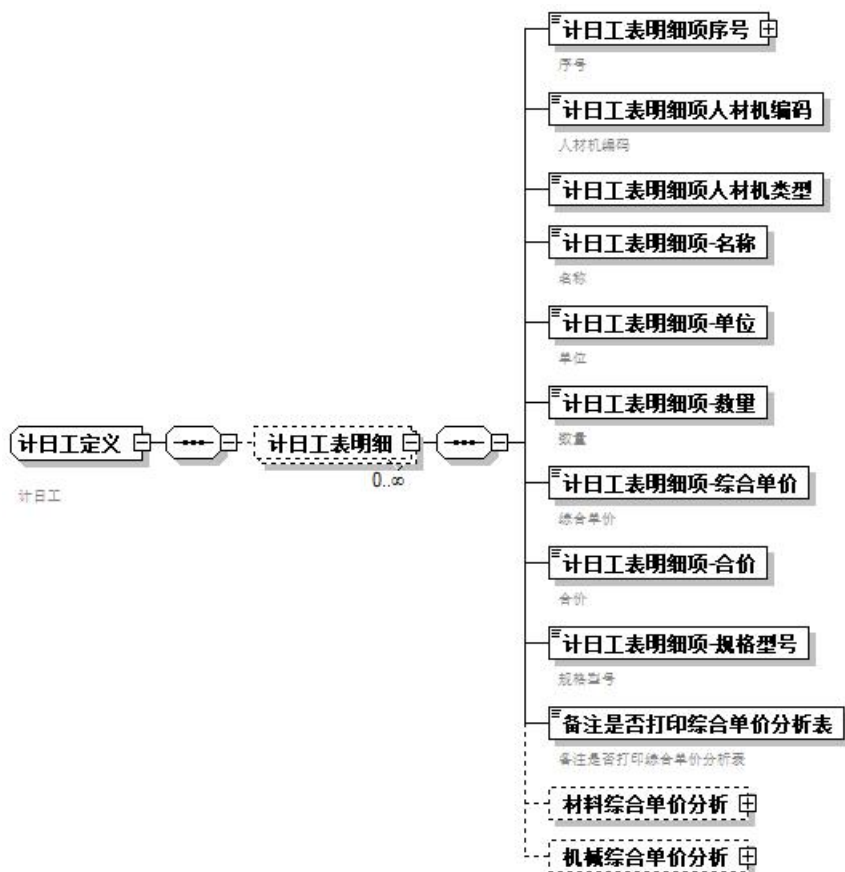 计日工表明细项序号
序号
计日工表明细项人材机编码
人材机编码
计日工表明细项人材机类型
计日工表明细项-名称
名称
计日工表明细项-单位
单位
计日工表明细项-数量
数量
计日工定义
计日工表明细
0..∞
计日工
计日工表明细项-综合单价
综合单价
计日工表明细项-合价
合价
计日工表明细项-规格型号
规格型号
备注是否打印综合单价分析表
备注是否打印综合单价分析表
材料综合单价分析
机械综合单价分析